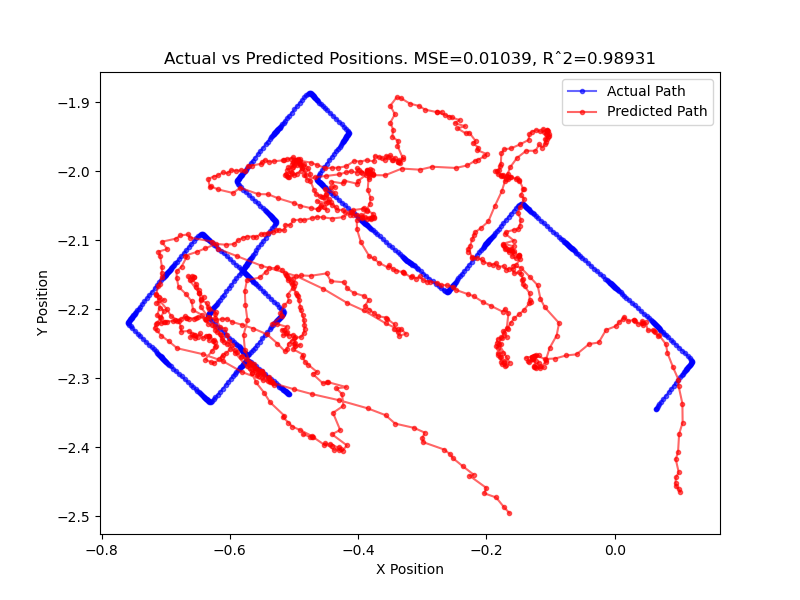 Actual vs Predicted Positions. MSE=0.01039, Rˆ2=0.98931
Actual Path
Predicted Path
−1.9
−2.0
−2.1
−2.2
−2.3
−2.4
−2.5
Y Position
−0.8
−0.6
−0.4
−0.2
0.0
X Position